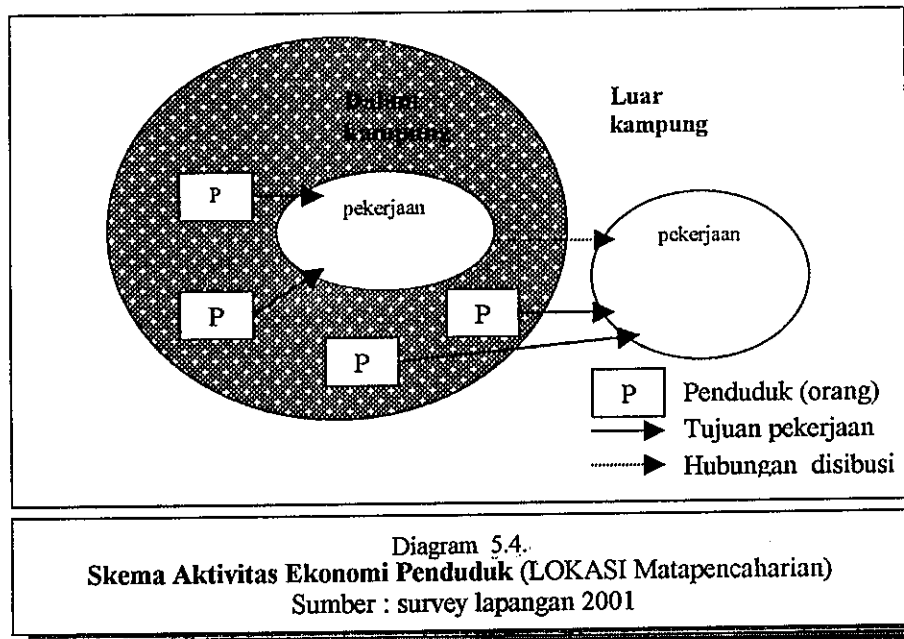 Dalam
kampung
Luar
kampung
P
pekerjaan
pekerjaan
P
P
P
P Penduduk (orang)
Tujuan pekerjaan
Hubungan disibusi
Diagram 5.4.
Skema Aktivitas Ekonomi Penduduk (LOKASI Matapencaharian)
Sumber : survey lapangan 2001